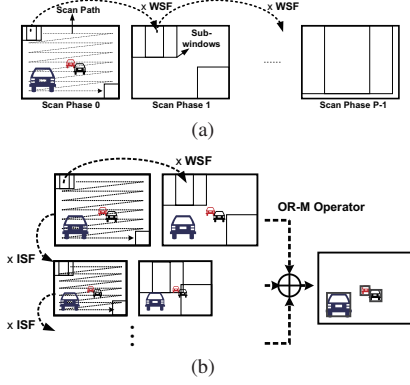 Scan Path
x WSF
x WSF
Sub-
windows
......
Scan Phase 0
Scan Phase 1
Scan Phase P-1
(a)
x WSF
OR-M Operator
x ISF
x ISF
(b)